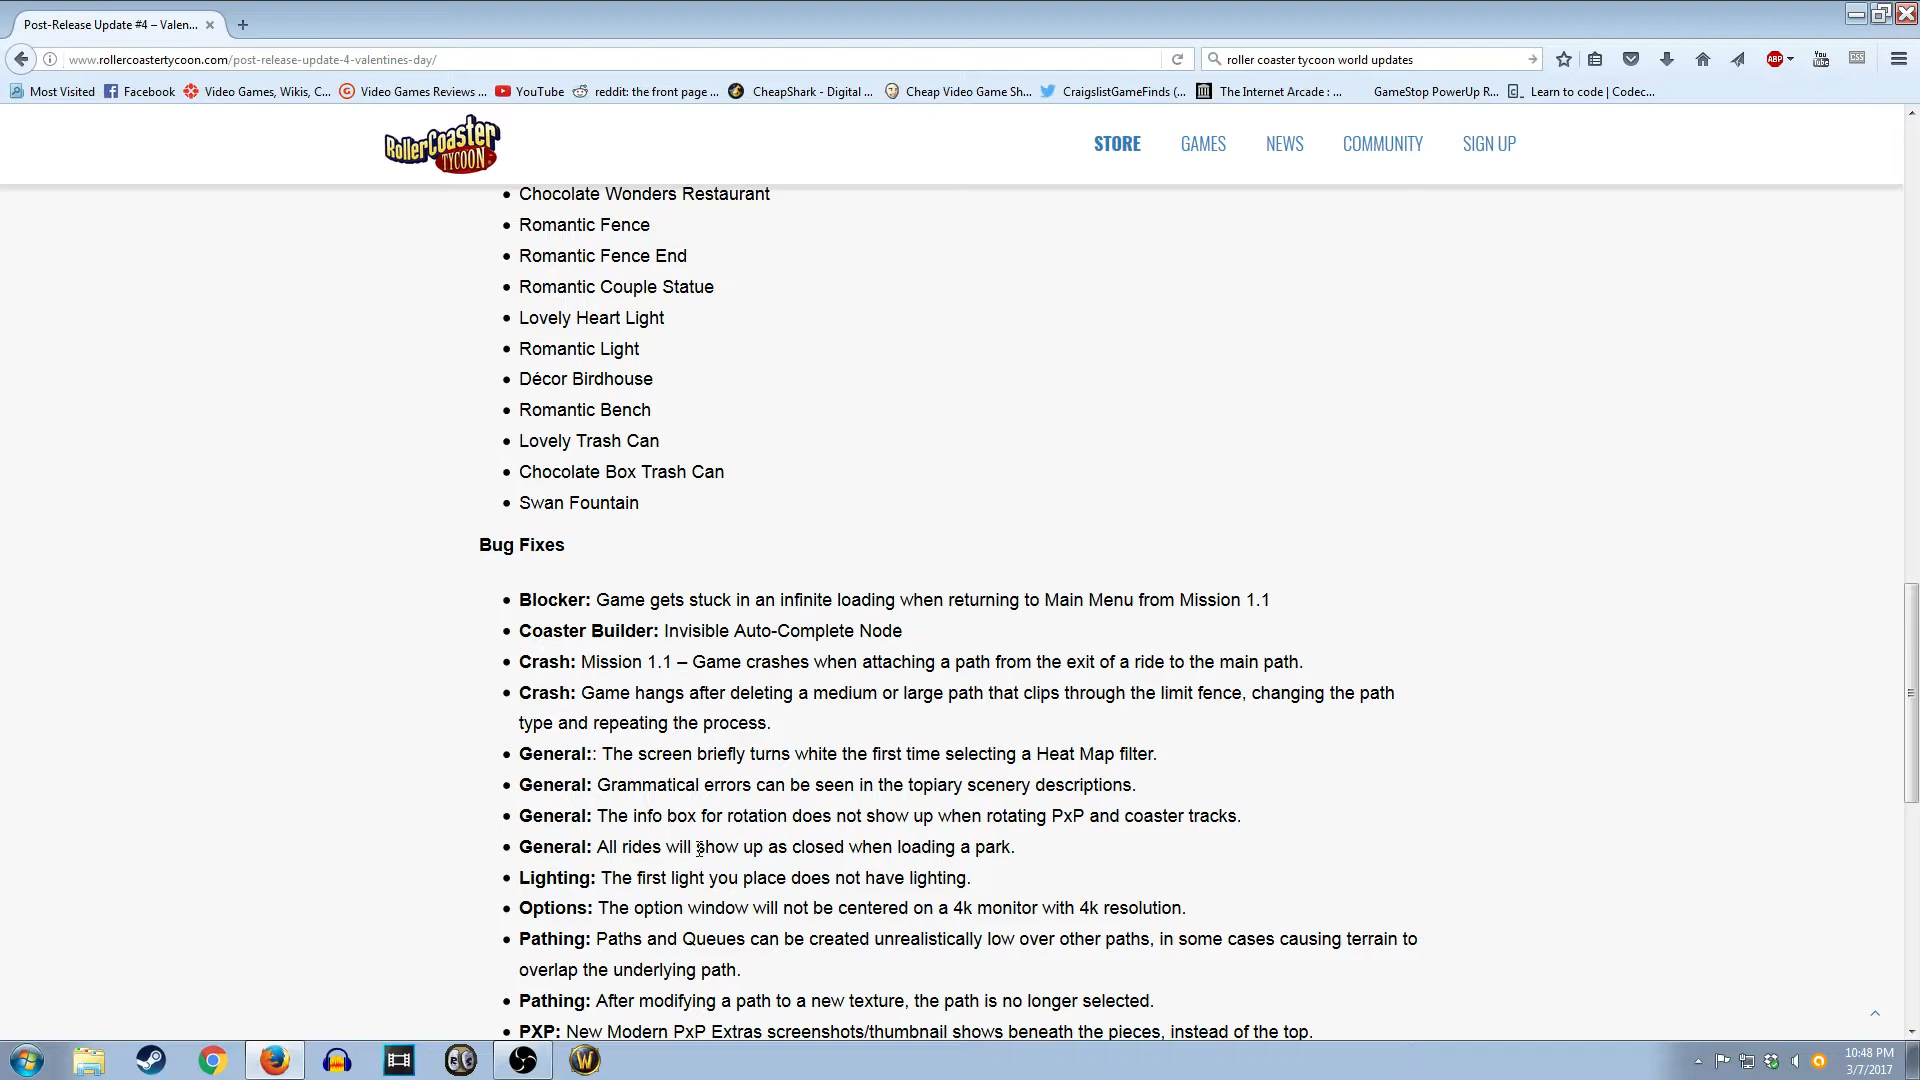 Post-Release Update #4 – Valen...
www.rollercoastertycoon.com/post-release-update-4-valentines-day/
roller coaster tycoon world updates
ABP
You Tube
CSS
Most Visited
Facebook
Video Games, Wikis, C...
Video Games Reviews ...
YouTube
reddit: the front page ...
CheapShark - Digital ...
Cheap Video Game Sh...
CraigslistGameFinds (...
The Internet Arcade : ...
GameStop PowerUp R...
Learn to code | Codec...
RollerCoaster
TYCOON
STORE
GAMES
NEWS
COMMUNITY
SIGN UP
• Chocolate Wonders Restaurant
• Romantic Fence
• Romantic Fence End
• Romantic Couple Statue
• Lovely Heart Light
• Romantic Light
• Décor Birdhouse
• Romantic Bench
• Lovely Trash Can
• Chocolate Box Trash Can
• Swan Fountain
Bug Fixes
• Blocker: Game gets stuck in an infinite loading when returning to Main Menu from Mission 1.1
• Coaster Builder: Invisible Auto-Complete Node
• Crash: Mission 1.1 – Game crashes when attaching a path from the exit of a ride to the main path.
• Crash: Game hangs after deleting a medium or large path that clips through the limit fence, changing the path
type and repeating the process.
• General:: The screen briefly turns white the first time selecting a Heat Map filter.
• General: Grammatical errors can be seen in the topiary scenery descriptions.
• General: The info box for rotation does not show up when rotating PxP and coaster tracks.
• General: All rides will show up as closed when loading a park.
• Lighting: The first light you place does not have lighting.
• Options: The option window will not be centered on a 4k monitor with 4k resolution.
• Pathing: Paths and Queues can be created unrealistically low over other paths, in some cases causing terrain to
overlap the underlying path.
• Pathing: After modifying a path to a new texture, the path is no longer selected.
• PXP: New Modern PxP Extras screenshots/thumbnail shows beneath the pieces, instead of the top.
10:48 PM
3/7/2017